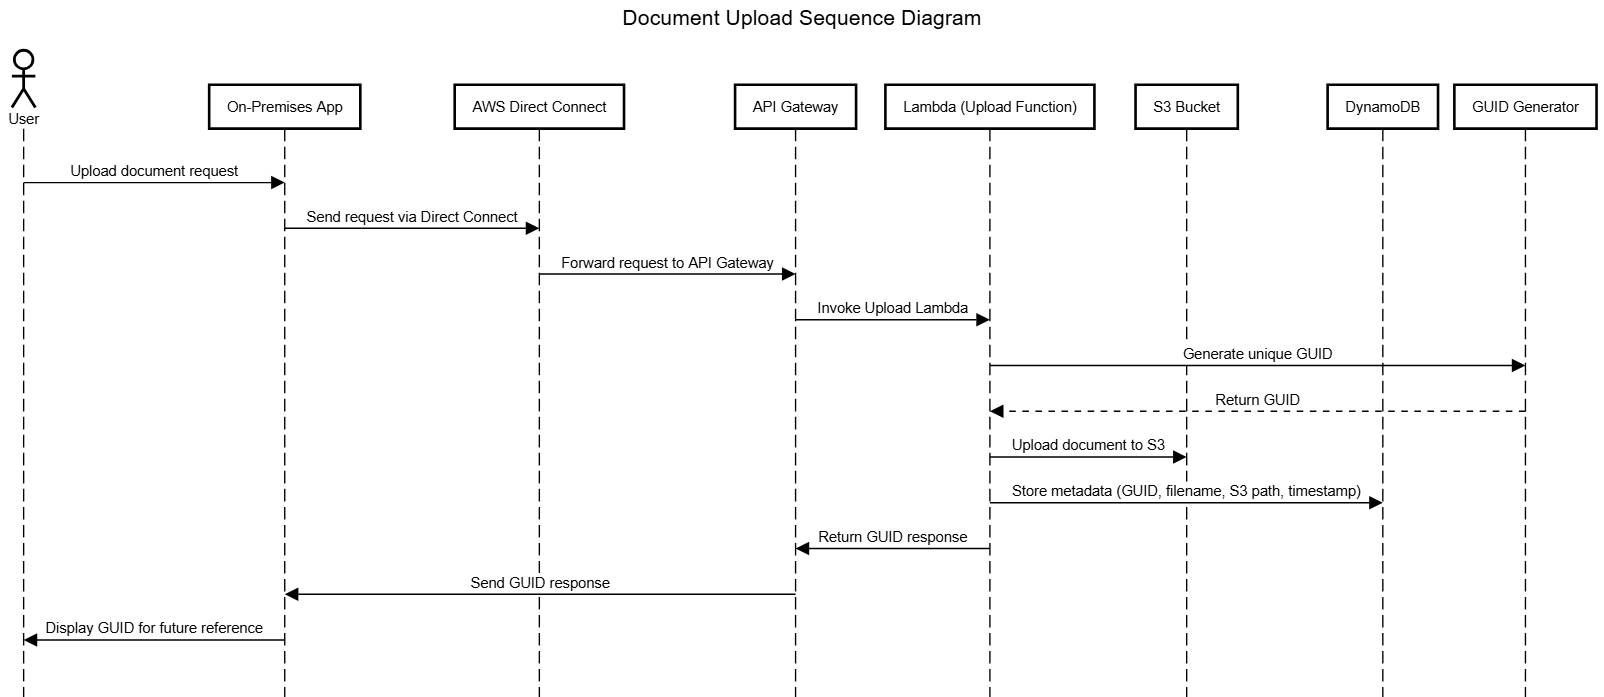 Document Upload Sequence Diagram
User
On-Premises App
AWS Direct Connect
API Gateway
Lambda (Upload Function)
S3 Bucket
DynamoDB
GUID Generator
Upload document request
Send request via Direct Connect
Forward request to API Gateway
Invoke Upload Lambda
Generate unique GUID
Return GUID
Upload document to S3
Store metadata (GUID, filename, S3 path, timestamp)
Return GUID response
Send GUID response
Display GUID for future reference